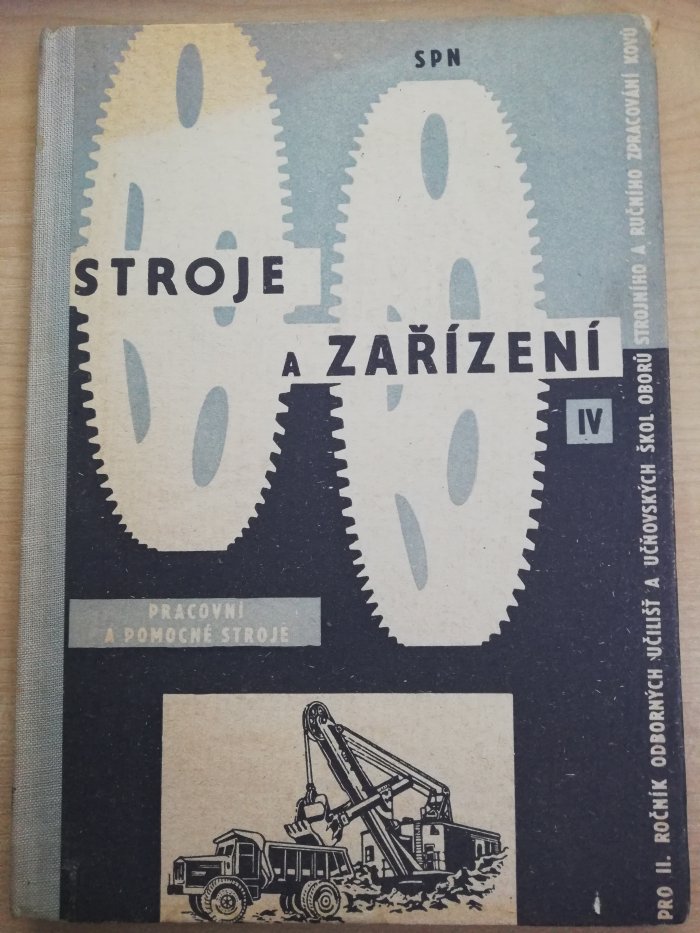 SPN
STROJE
A ZAŘÍZENÍ
IV
PRACOVNÍ
A POMOCNÉ STROJE
PRO II. ROČNÍK ODBORNÝCH UČILIŠŤ A UČŇOVSKÝCH ŠKOL OBORŮ STROJNÍHO A RUČNÍHO ZPRACOVÁNÍ KOVŮ